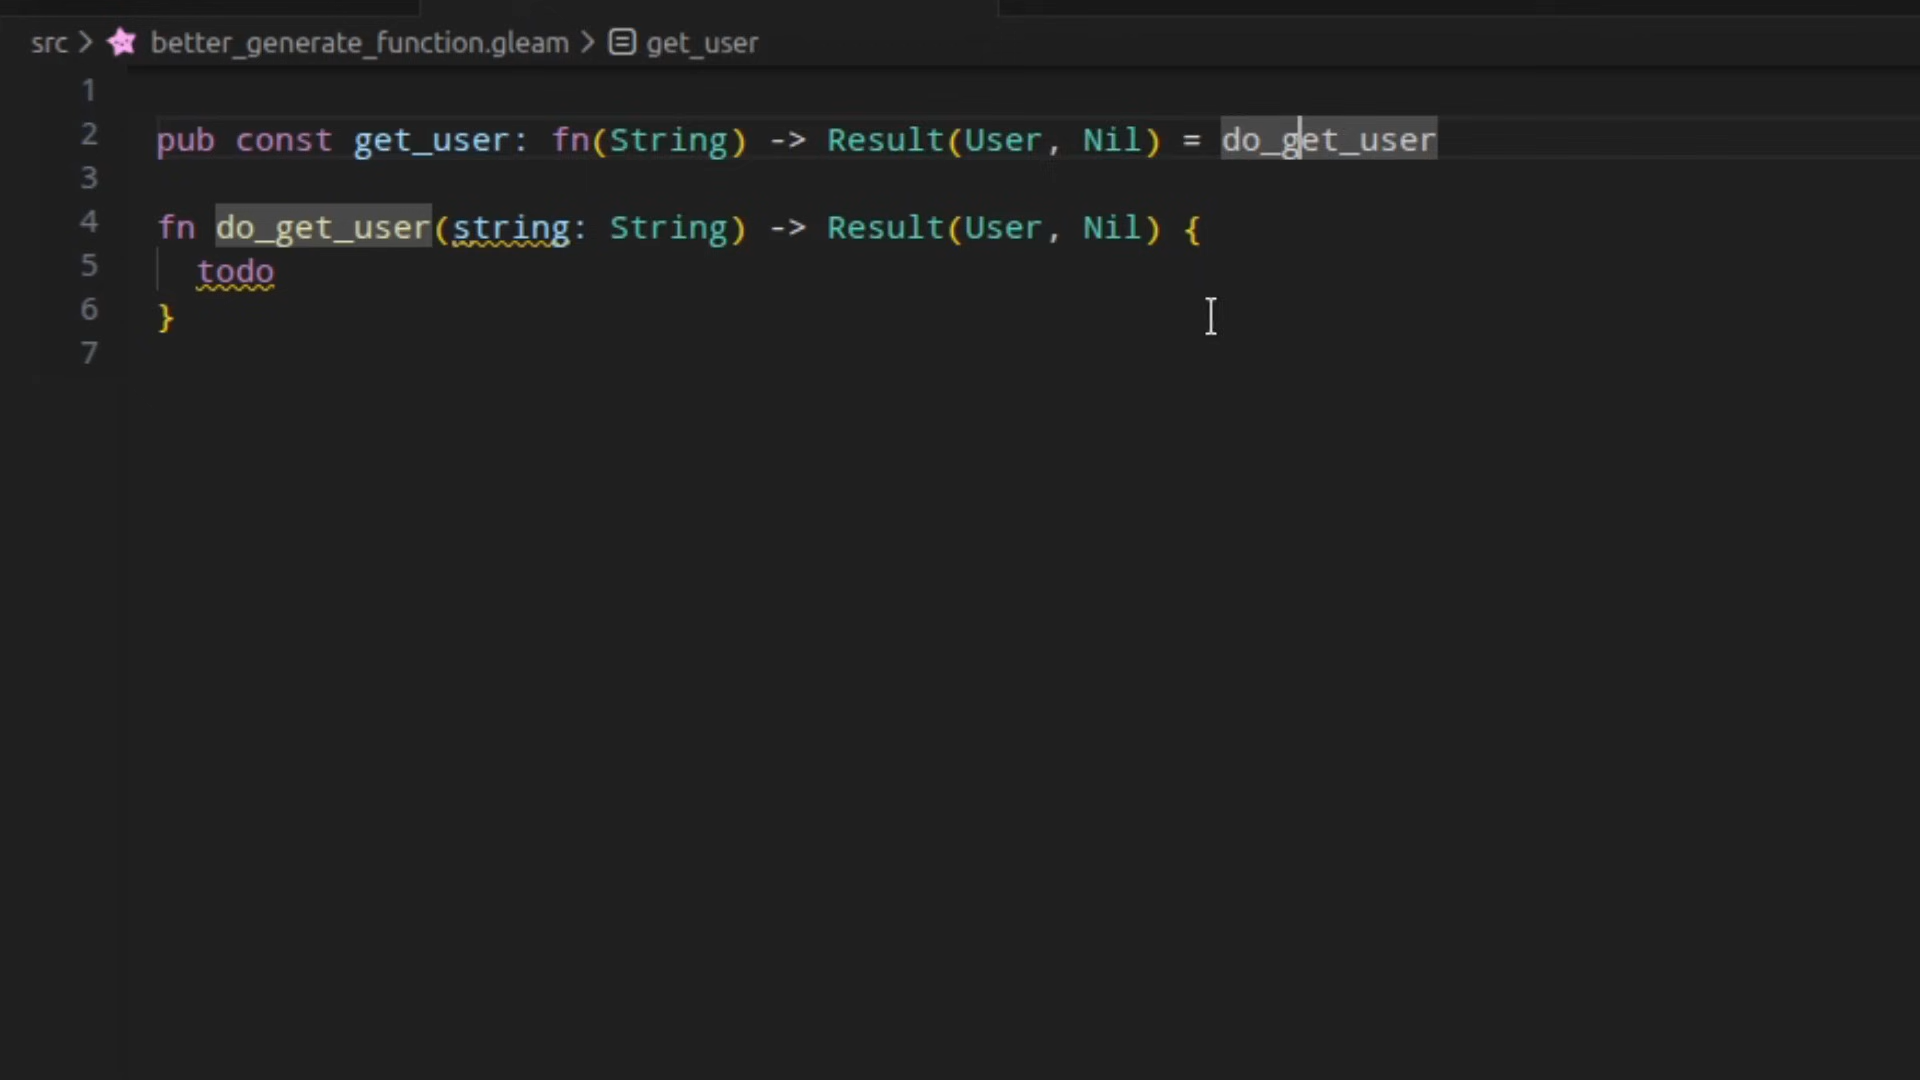 src > better_generate_function.gleam > get_user
1
2 pub const get_user: fn(String) -> Result(User, Nil) = do_get_user
3
4 fn do_get_user(string: String) -> Result(User, Nil) {
5 todo
6 }
7